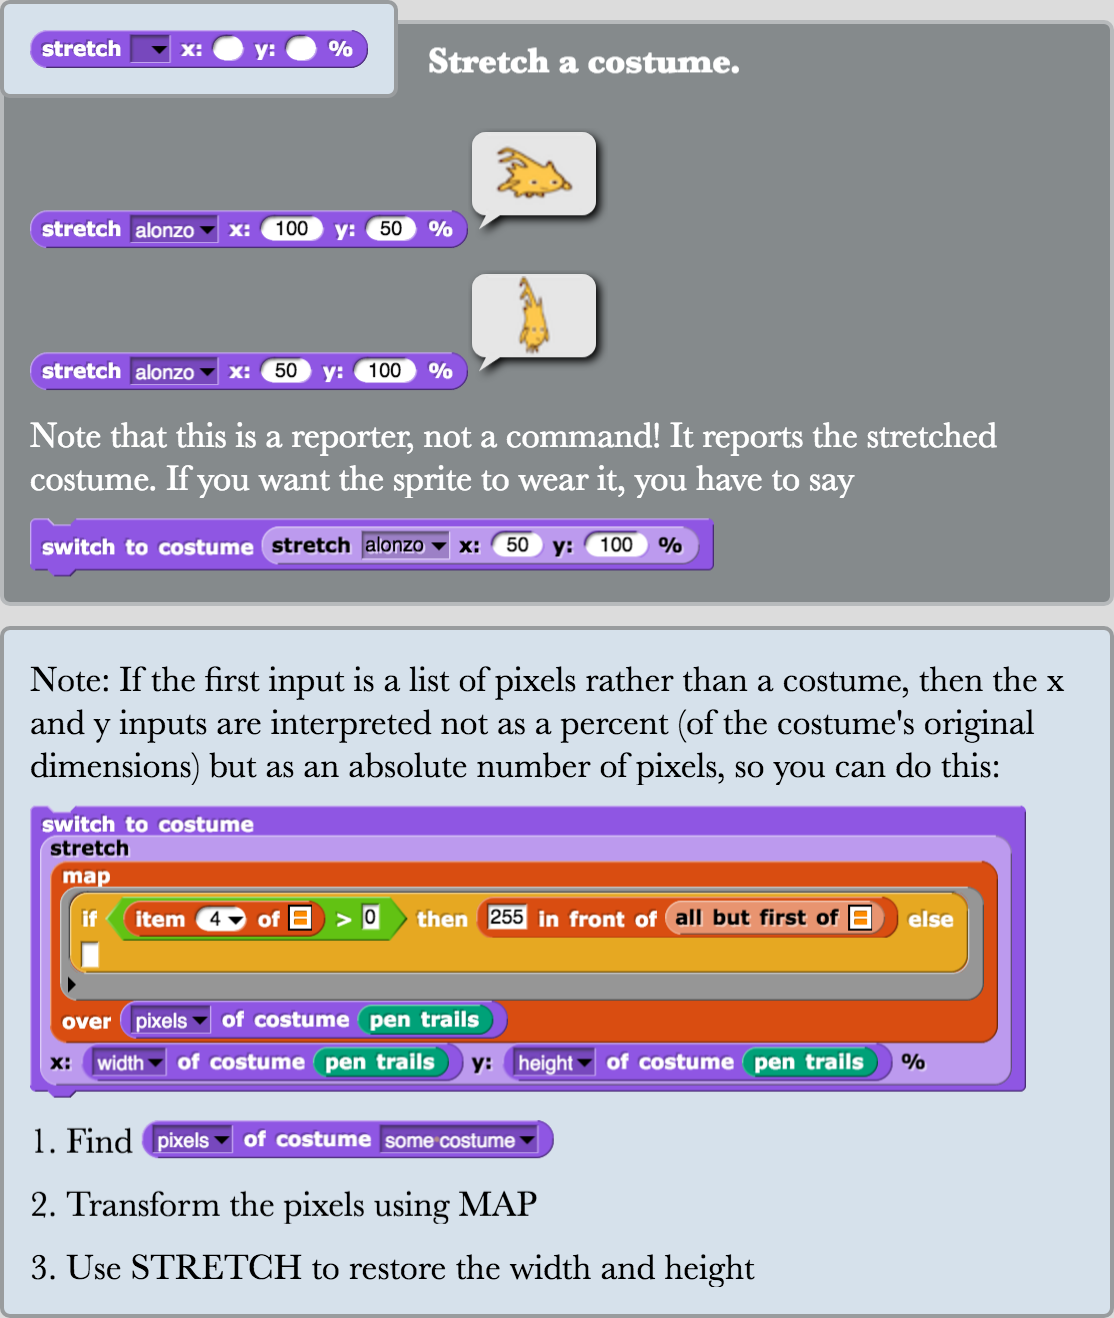 stretch x: y: %
Stretch a costume.
stretch alonzo x: 100 y: 50 %
stretch alonzo x: 50 y: 100 %
Note that this is a reporter, not a command! It reports the stretched
costume. If you want the sprite to wear it, you have to say
switch to costume stretch alonzo x: 50 y: 100 %
Note: If the first input is a list of pixels rather than a costume, then the x
and y inputs are interpreted not as a percent (of the costume's original
dimensions) but as an absolute number of pixels, so you can do this:
switch to costume
stretch
map
if item 4 of > 0 then 255 in front of all but first of else
over pixels of costume pen trails
x: width of costume pen trails y: height of costume pen trails %
1. Find pixels of costume some costume
2. Transform the pixels using MAP
3. Use STRETCH to restore the width and height